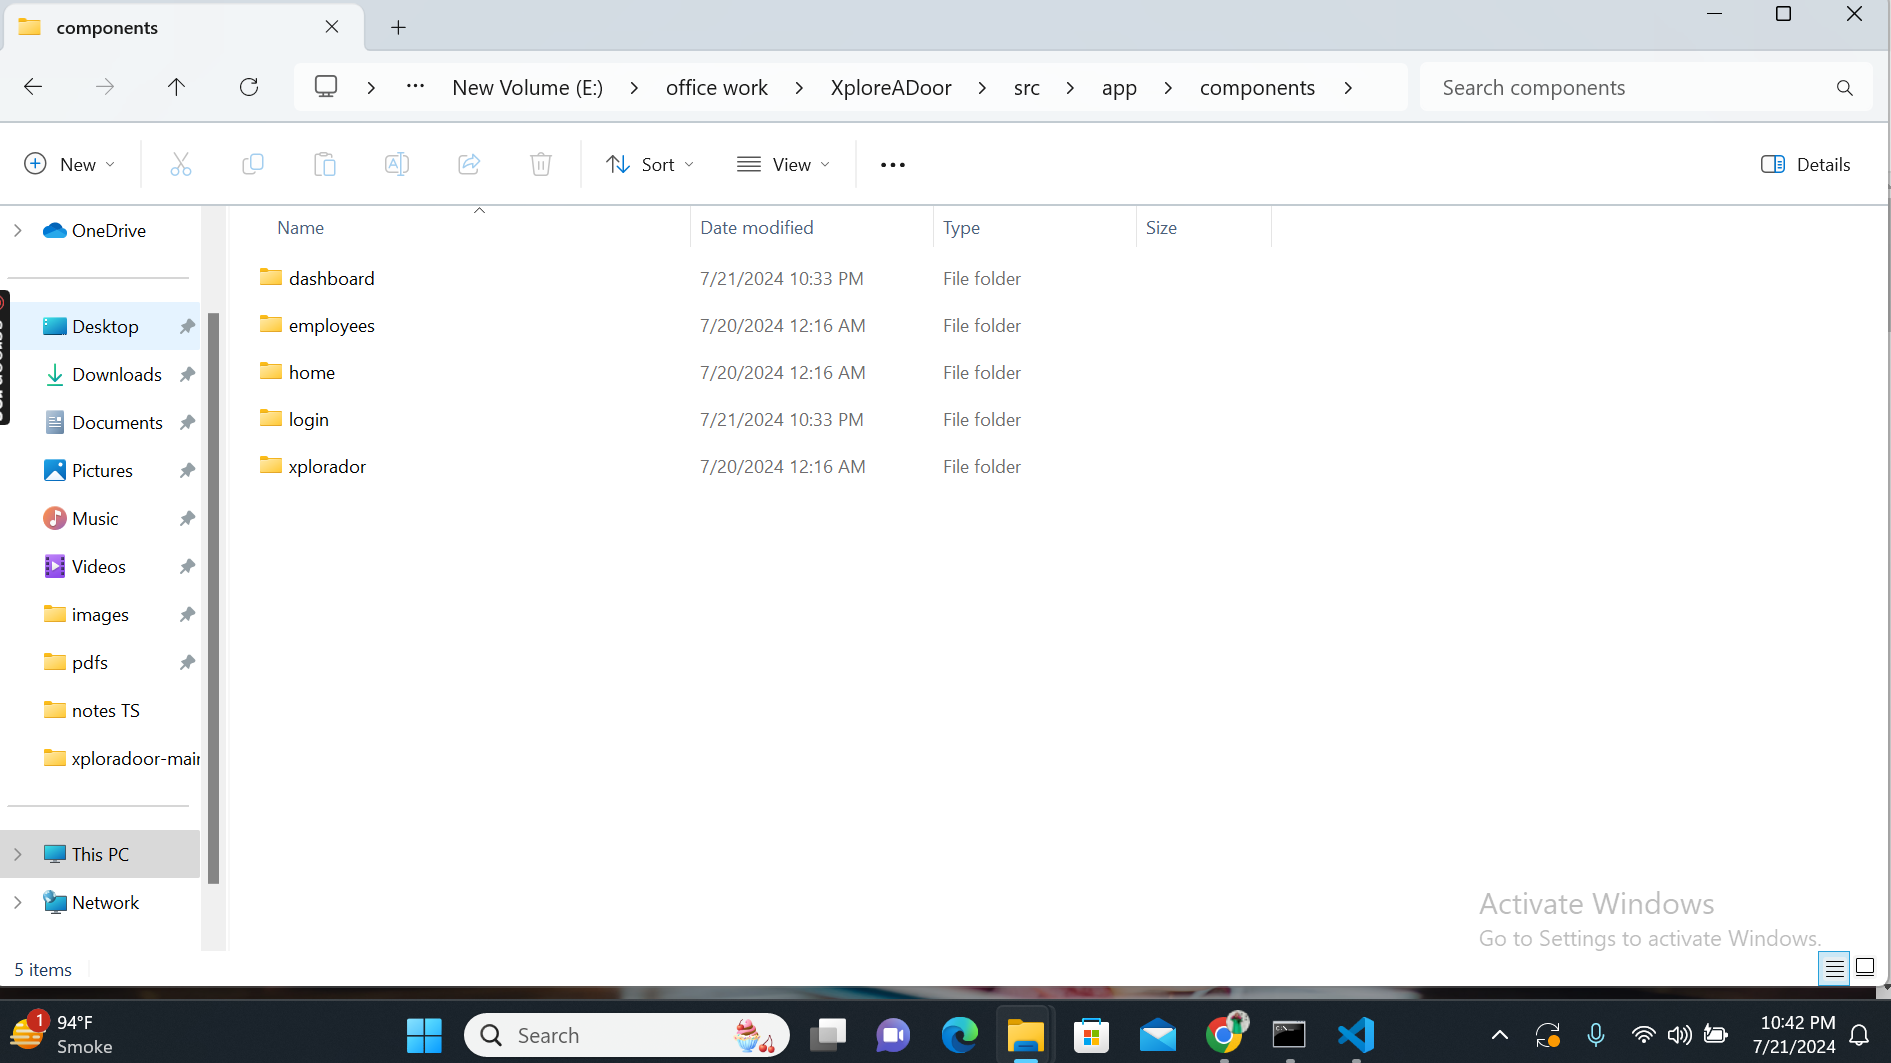 components
New Volume (E:) office work XploreADoor src app components Search components
New Sort View Details
OneDrive
Desktop
Downloads
Documents
Pictures
Music
Videos
images
pdfs
notes TS
xploradoor-mair
This PC
Network
Name Date modified Type Size
dashboard 7/21/2024 10:33 PM File folder
employees 7/20/2024 12:16 AM File folder
home 7/20/2024 12:16 AM File folder
login 7/21/2024 10:33 PM File folder
xplorador 7/20/2024 12:16 AM File folder
Activate Windows
Go to Settings to activate Windows.
5 items
1
94°F
Smoke
Search
10:42 PM
7/21/2024